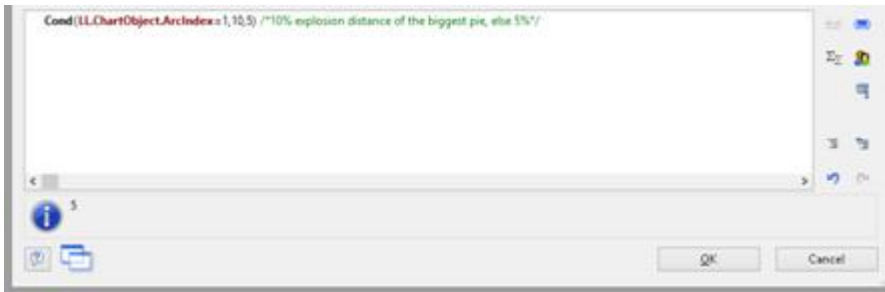 Cond(LL.ChartObject.ArcIndex=1,10,5) /*10% explosion distance of the biggest pie, else 5%*/
5
OK
Cancel